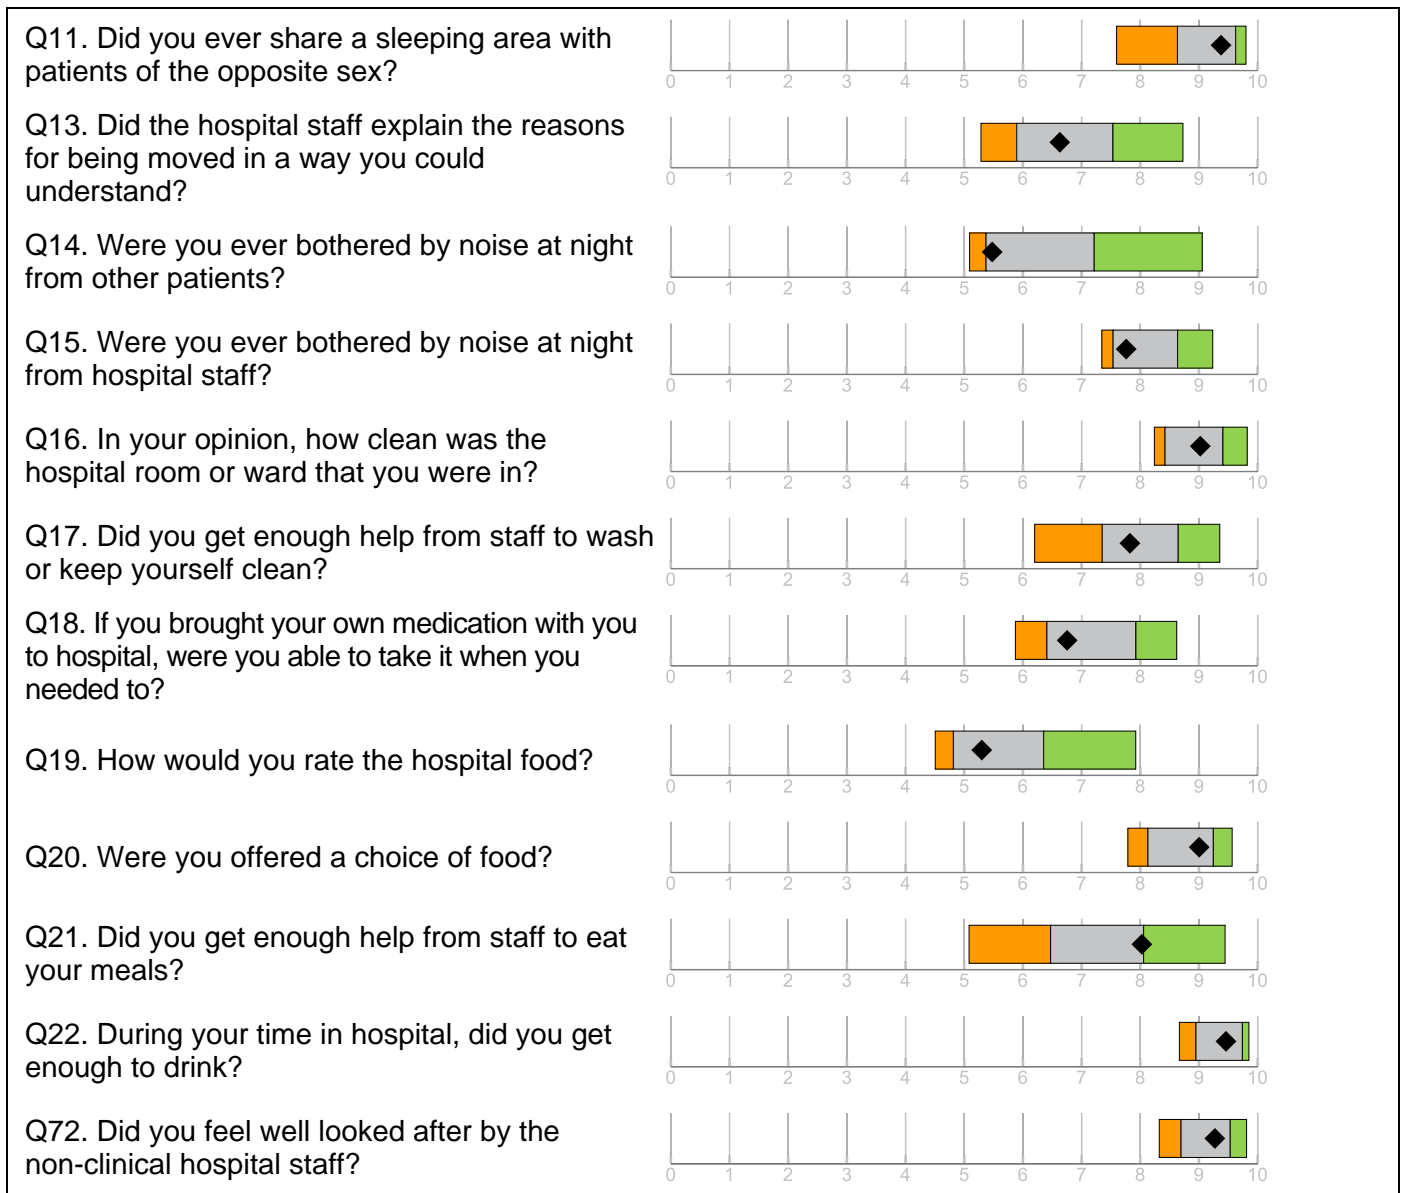 Q11. Did you ever share a sleeping area with
patients of the opposite sex?
0 1 2 3 4 5 6 7 8 9 10
Q13. Did the hospital staff explain the reasons
for being moved in a way you could
understand?
0 1 2 3 4 5 6 7 8 9 10
Q14. Were you ever bothered by noise at night
from other patients?
0 1 2 3 4 5 6 7 8 9 10
Q15. Were you ever bothered by noise at night
from hospital staff?
0 1 2 3 4 5 6 7 8 9 10
Q16. In your opinion, how clean was the
hospital room or ward that you were in?
0 1 2 3 4 5 6 7 8 9 10
Q17. Did you get enough help from staff to wash
or keep yourself clean?
0 1 2 3 4 5 6 7 8 9 10
Q18. If you brought your own medication with you
to hospital, were you able to take it when you
needed to?
0 1 2 3 4 5 6 7 8 9 10
Q19. How would you rate the hospital food?
0 1 2 3 4 5 6 7 8 9 10
Q20. Were you offered a choice of food?
0 1 2 3 4 5 6 7 8 9 10
Q21. Did you get enough help from staff to eat
your meals?
0 1 2 3 4 5 6 7 8 9 10
Q22. During your time in hospital, did you get
enough to drink?
0 1 2 3 4 5 6 7 8 9 10
Q72. Did you feel well looked after by the
non-clinical hospital staff?
0 1 2 3 4 5 6 7 8 9 10